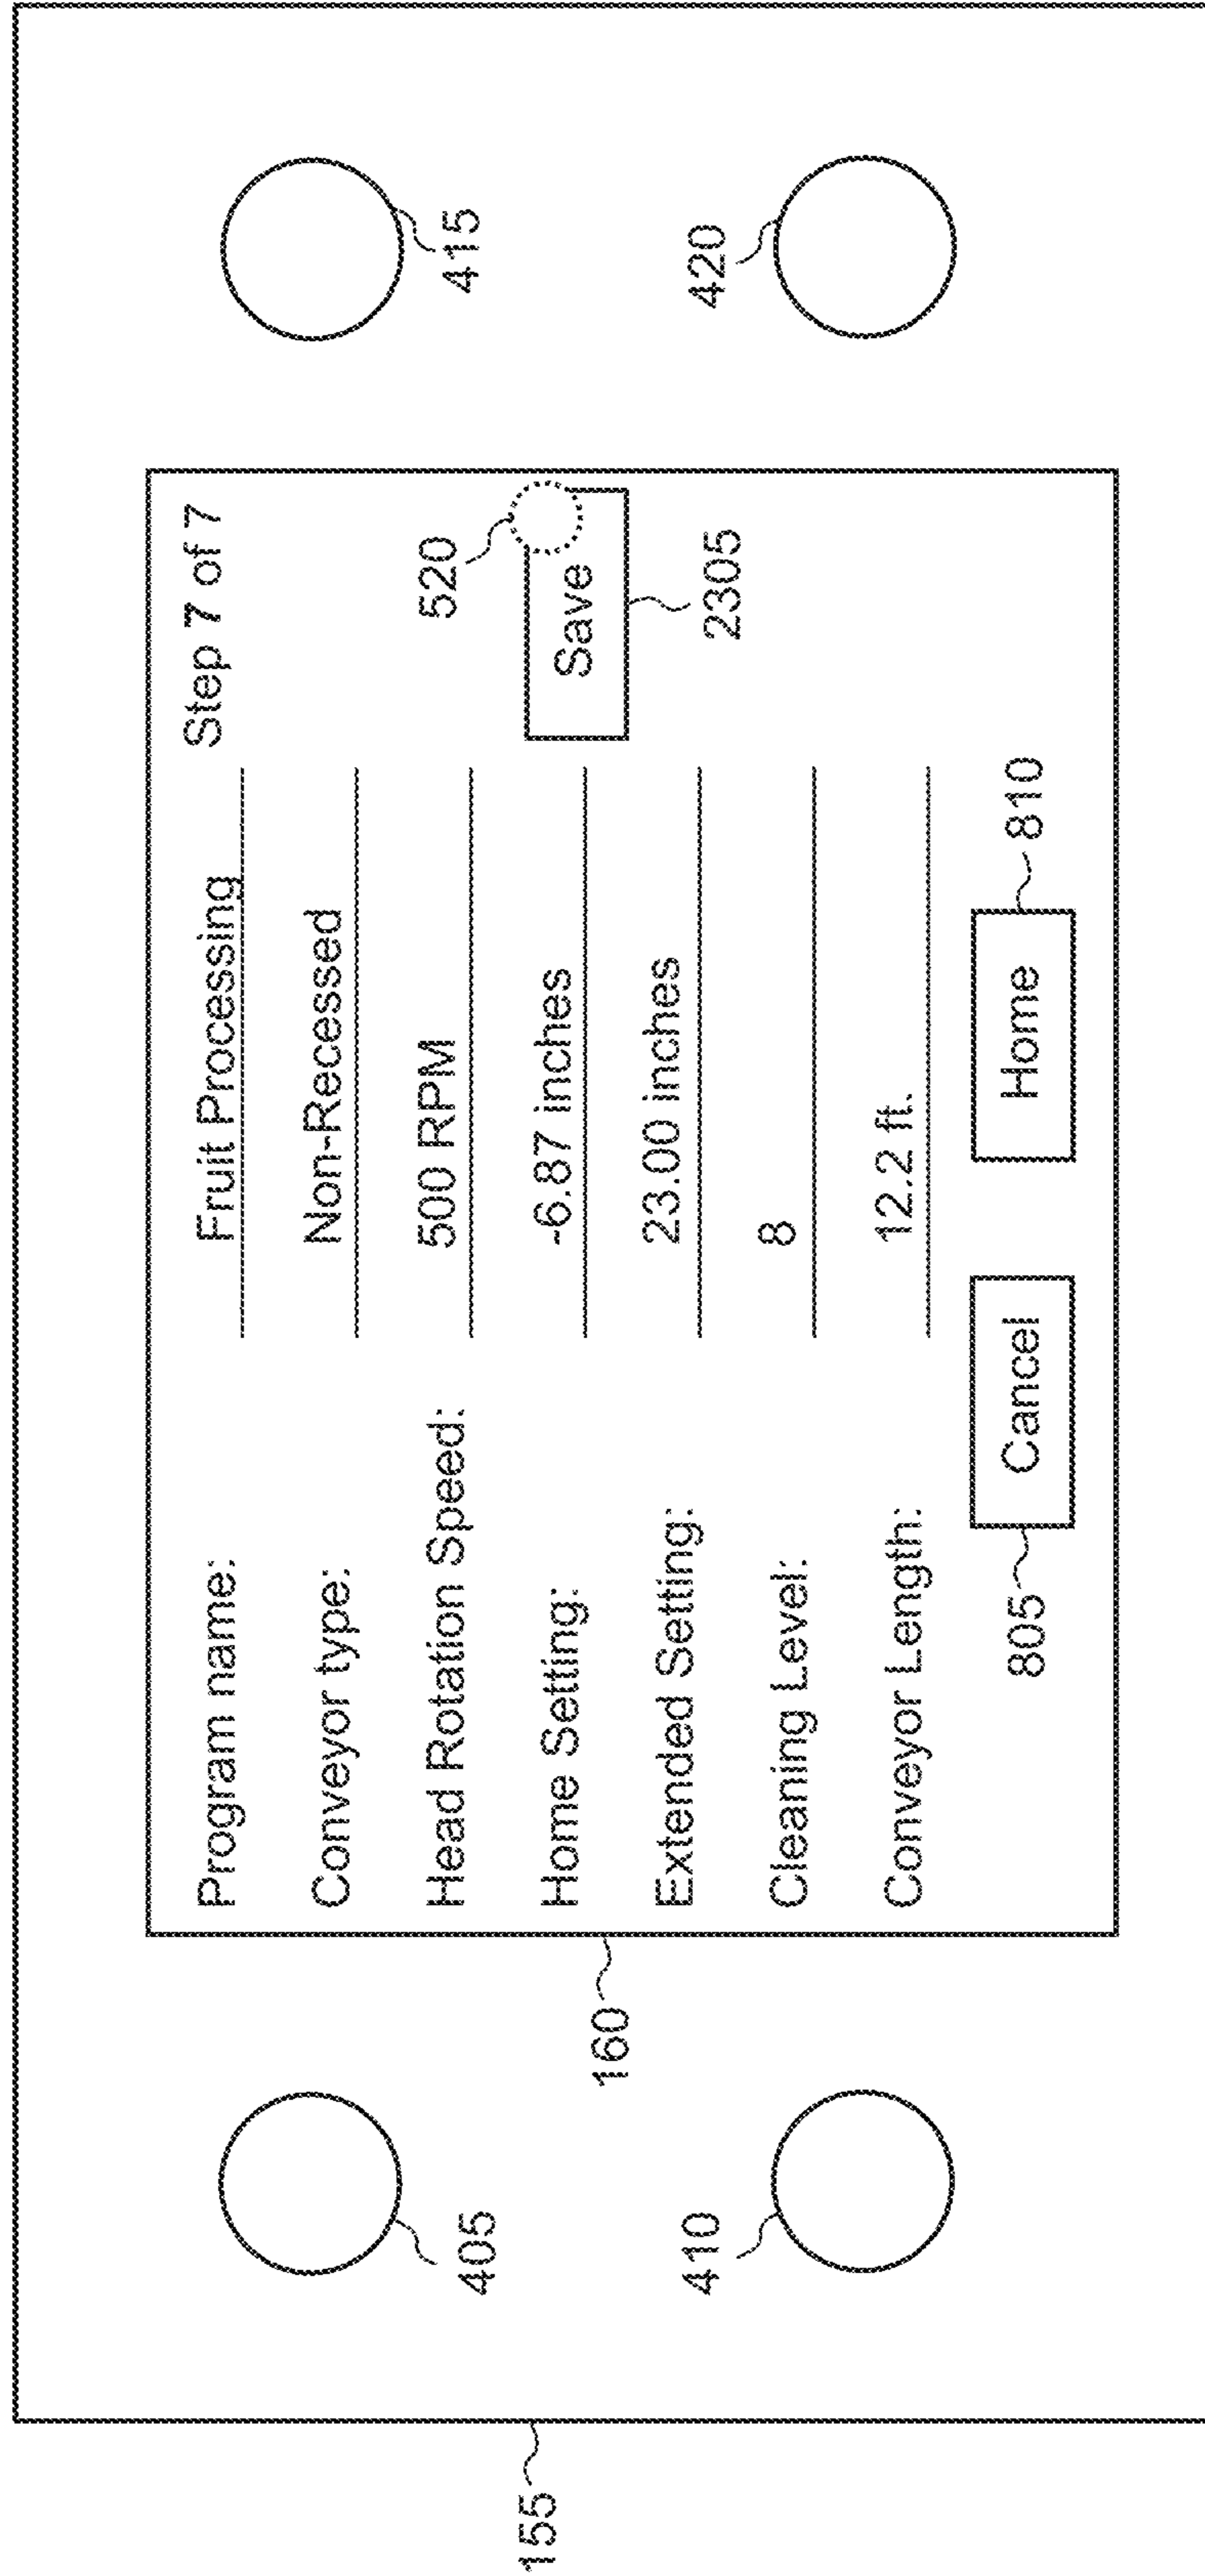 Step 7 of 7
Program name: Fruit Processing
Conveyor type: Non-Recessed
Head Rotation Speed: 500 RPM
Home Setting: -6.87 inches
Extended Setting: 23.00 inches
Cleaning Level: 8
Conveyor Length: 12.2 ft.
Save
Cancel
Home
155
160
405
410
415
420
520
2305
805
810